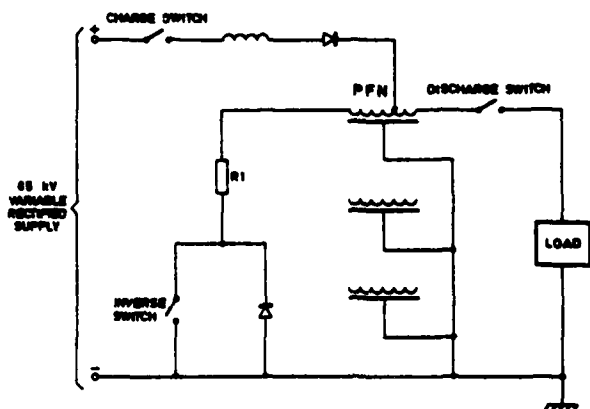 CHARGE SWITCH
+
PFN
DISCHARGE SWITCH
R1
65 kV
VARIABLE
RECTIFIED
SUPPLY
LOAD
INVERSE
SWITCH
-